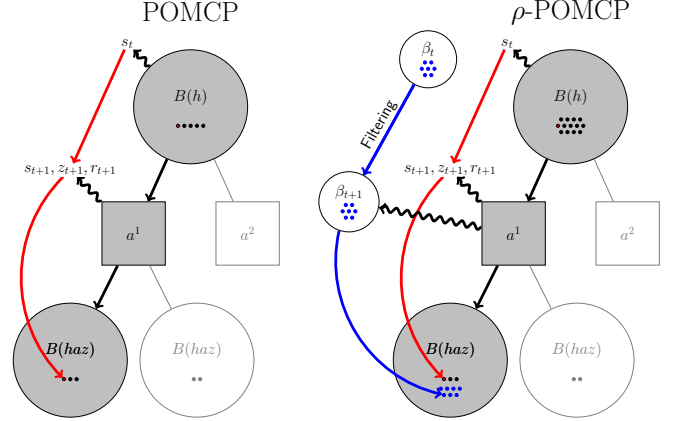 POMCP
s_t
B(h)
s_{t+1}, z_{t+1}, r_{t+1}
a^1
a^2
B(haz)
B(haz)
ρ-POMCP
β_t
s_t
B(h)
Filtering
s_{t+1}, z_{t+1}, r_{t+1}
β_{t+1}
a^1
a^2
B(haz)
B(haz)